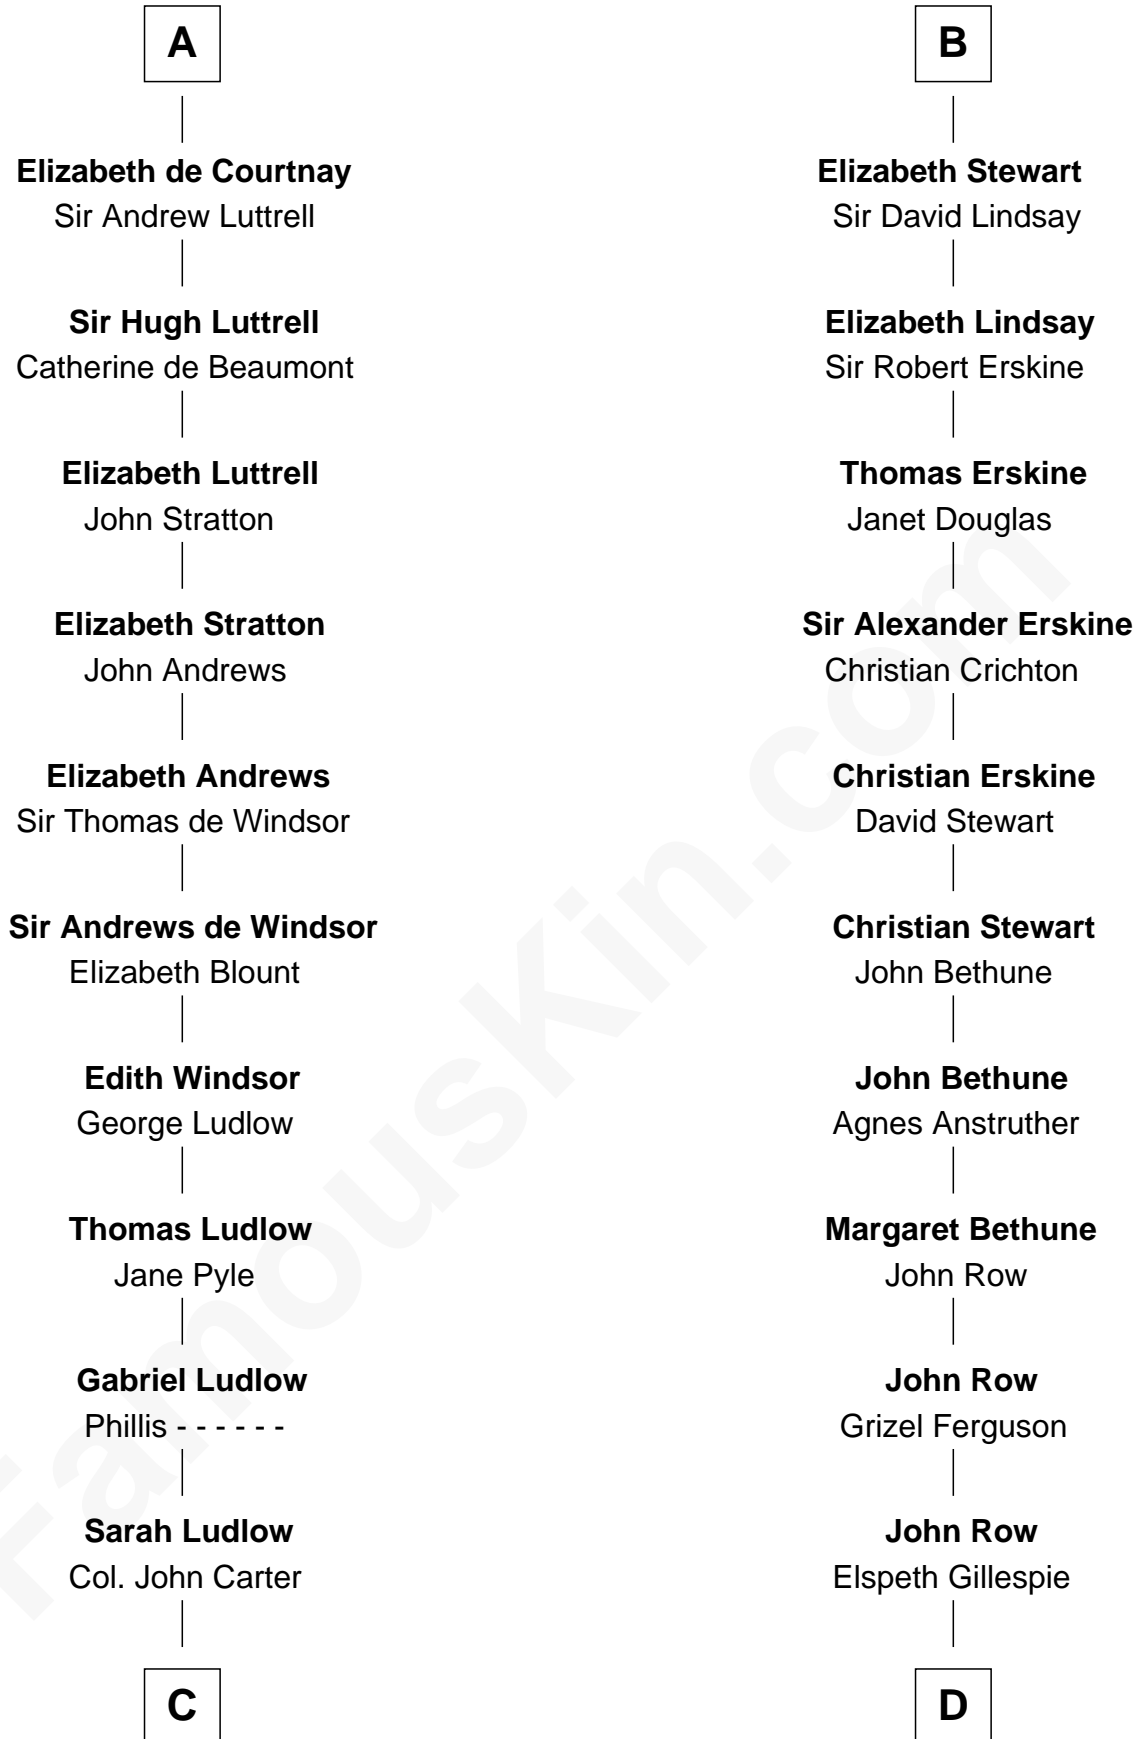 A
Elizabeth de Courtnay
Sir Andrew Luttrell
Sir Hugh Luttrell
Catherine de Beaumont
Elizabeth Luttrell
John Stratton
Elizabeth Stratton
John Andrews
Elizabeth Andrews
Sir Thomas de Windsor
Sir Andrews de Windsor
Elizabeth Blount
Edith Windsor
George Ludlow
Thomas Ludlow
Jane Pyle
Gabriel Ludlow
Phillis - - - - - -
Sarah Ludlow
Col. John Carter
C
B
Elizabeth Stewart
Sir David Lindsay
Elizabeth Lindsay
Sir Robert Erskine
Thomas Erskine
Janet Douglas
Sir Alexander Erskine
Christian Crichton
Christian Erskine
David Stewart
Christian Stewart
John Bethune
John Bethune
Agnes Anstruther
Margaret Bethune
John Row
John Row
Grizel Ferguson
John Row
Elspeth Gillespie
D
FamousKin.com